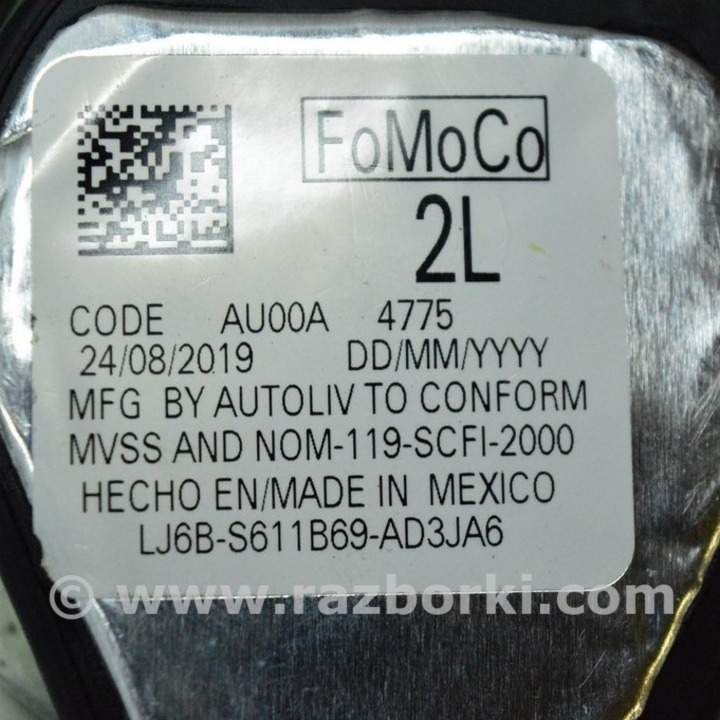 FoMoCo
2L
CODE AU00A 4775
24/08/2019 DD/MM/YYYY
MFG BY AUTOLIV TO CONFORM
MVSS AND NOM-119-SCFI-2000
HECHO EN/MADE IN MEXICO
LJ6B-S611B69-AD3JA6
© www.razborki.com